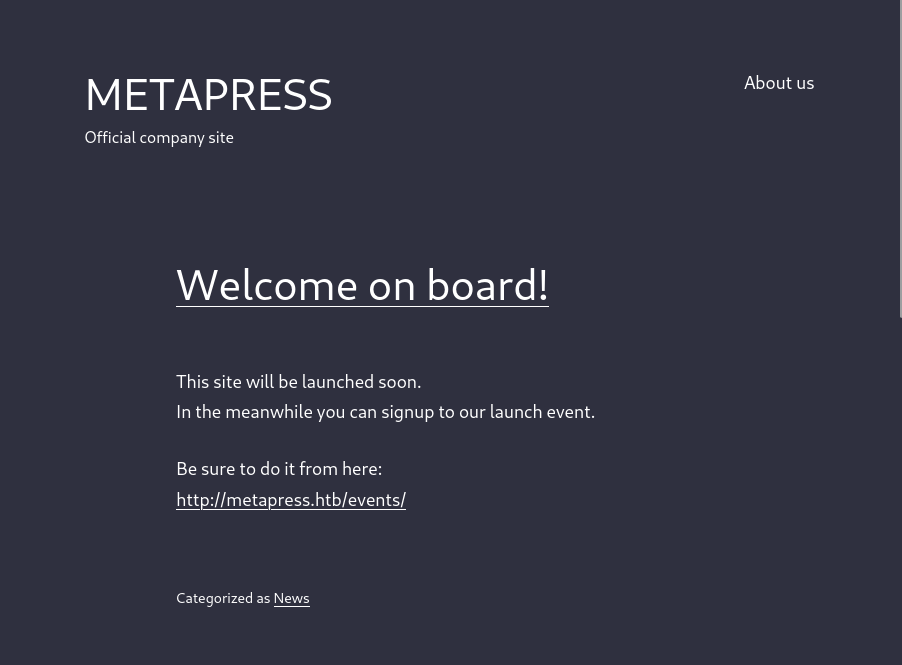 METAPRESS
Official company site
About us
Welcome on board!
This site will be launched soon.
In the meanwhile you can signup to our launch event.
Be sure to do it from here:
http://metapress.htb/events/
Categorized as News